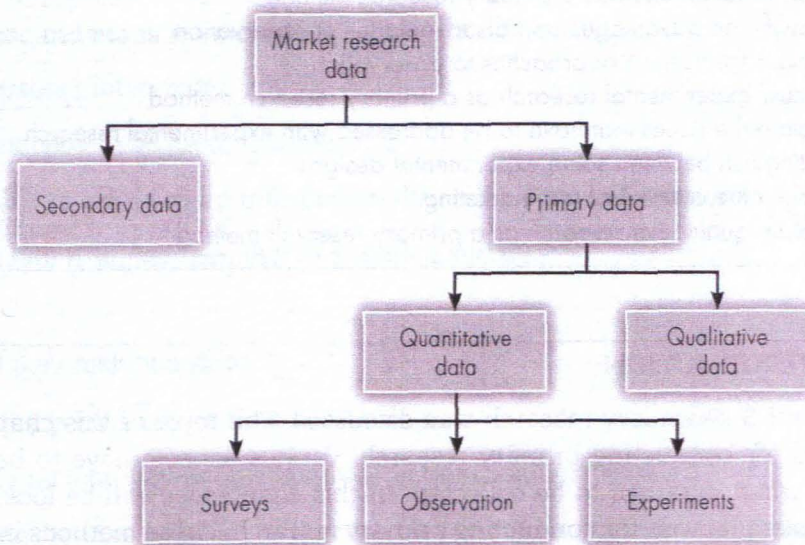 Market research
data
Secondary data
Primary data
Quantitative
data
Qualitative
data
Surveys
Observation
Experiments